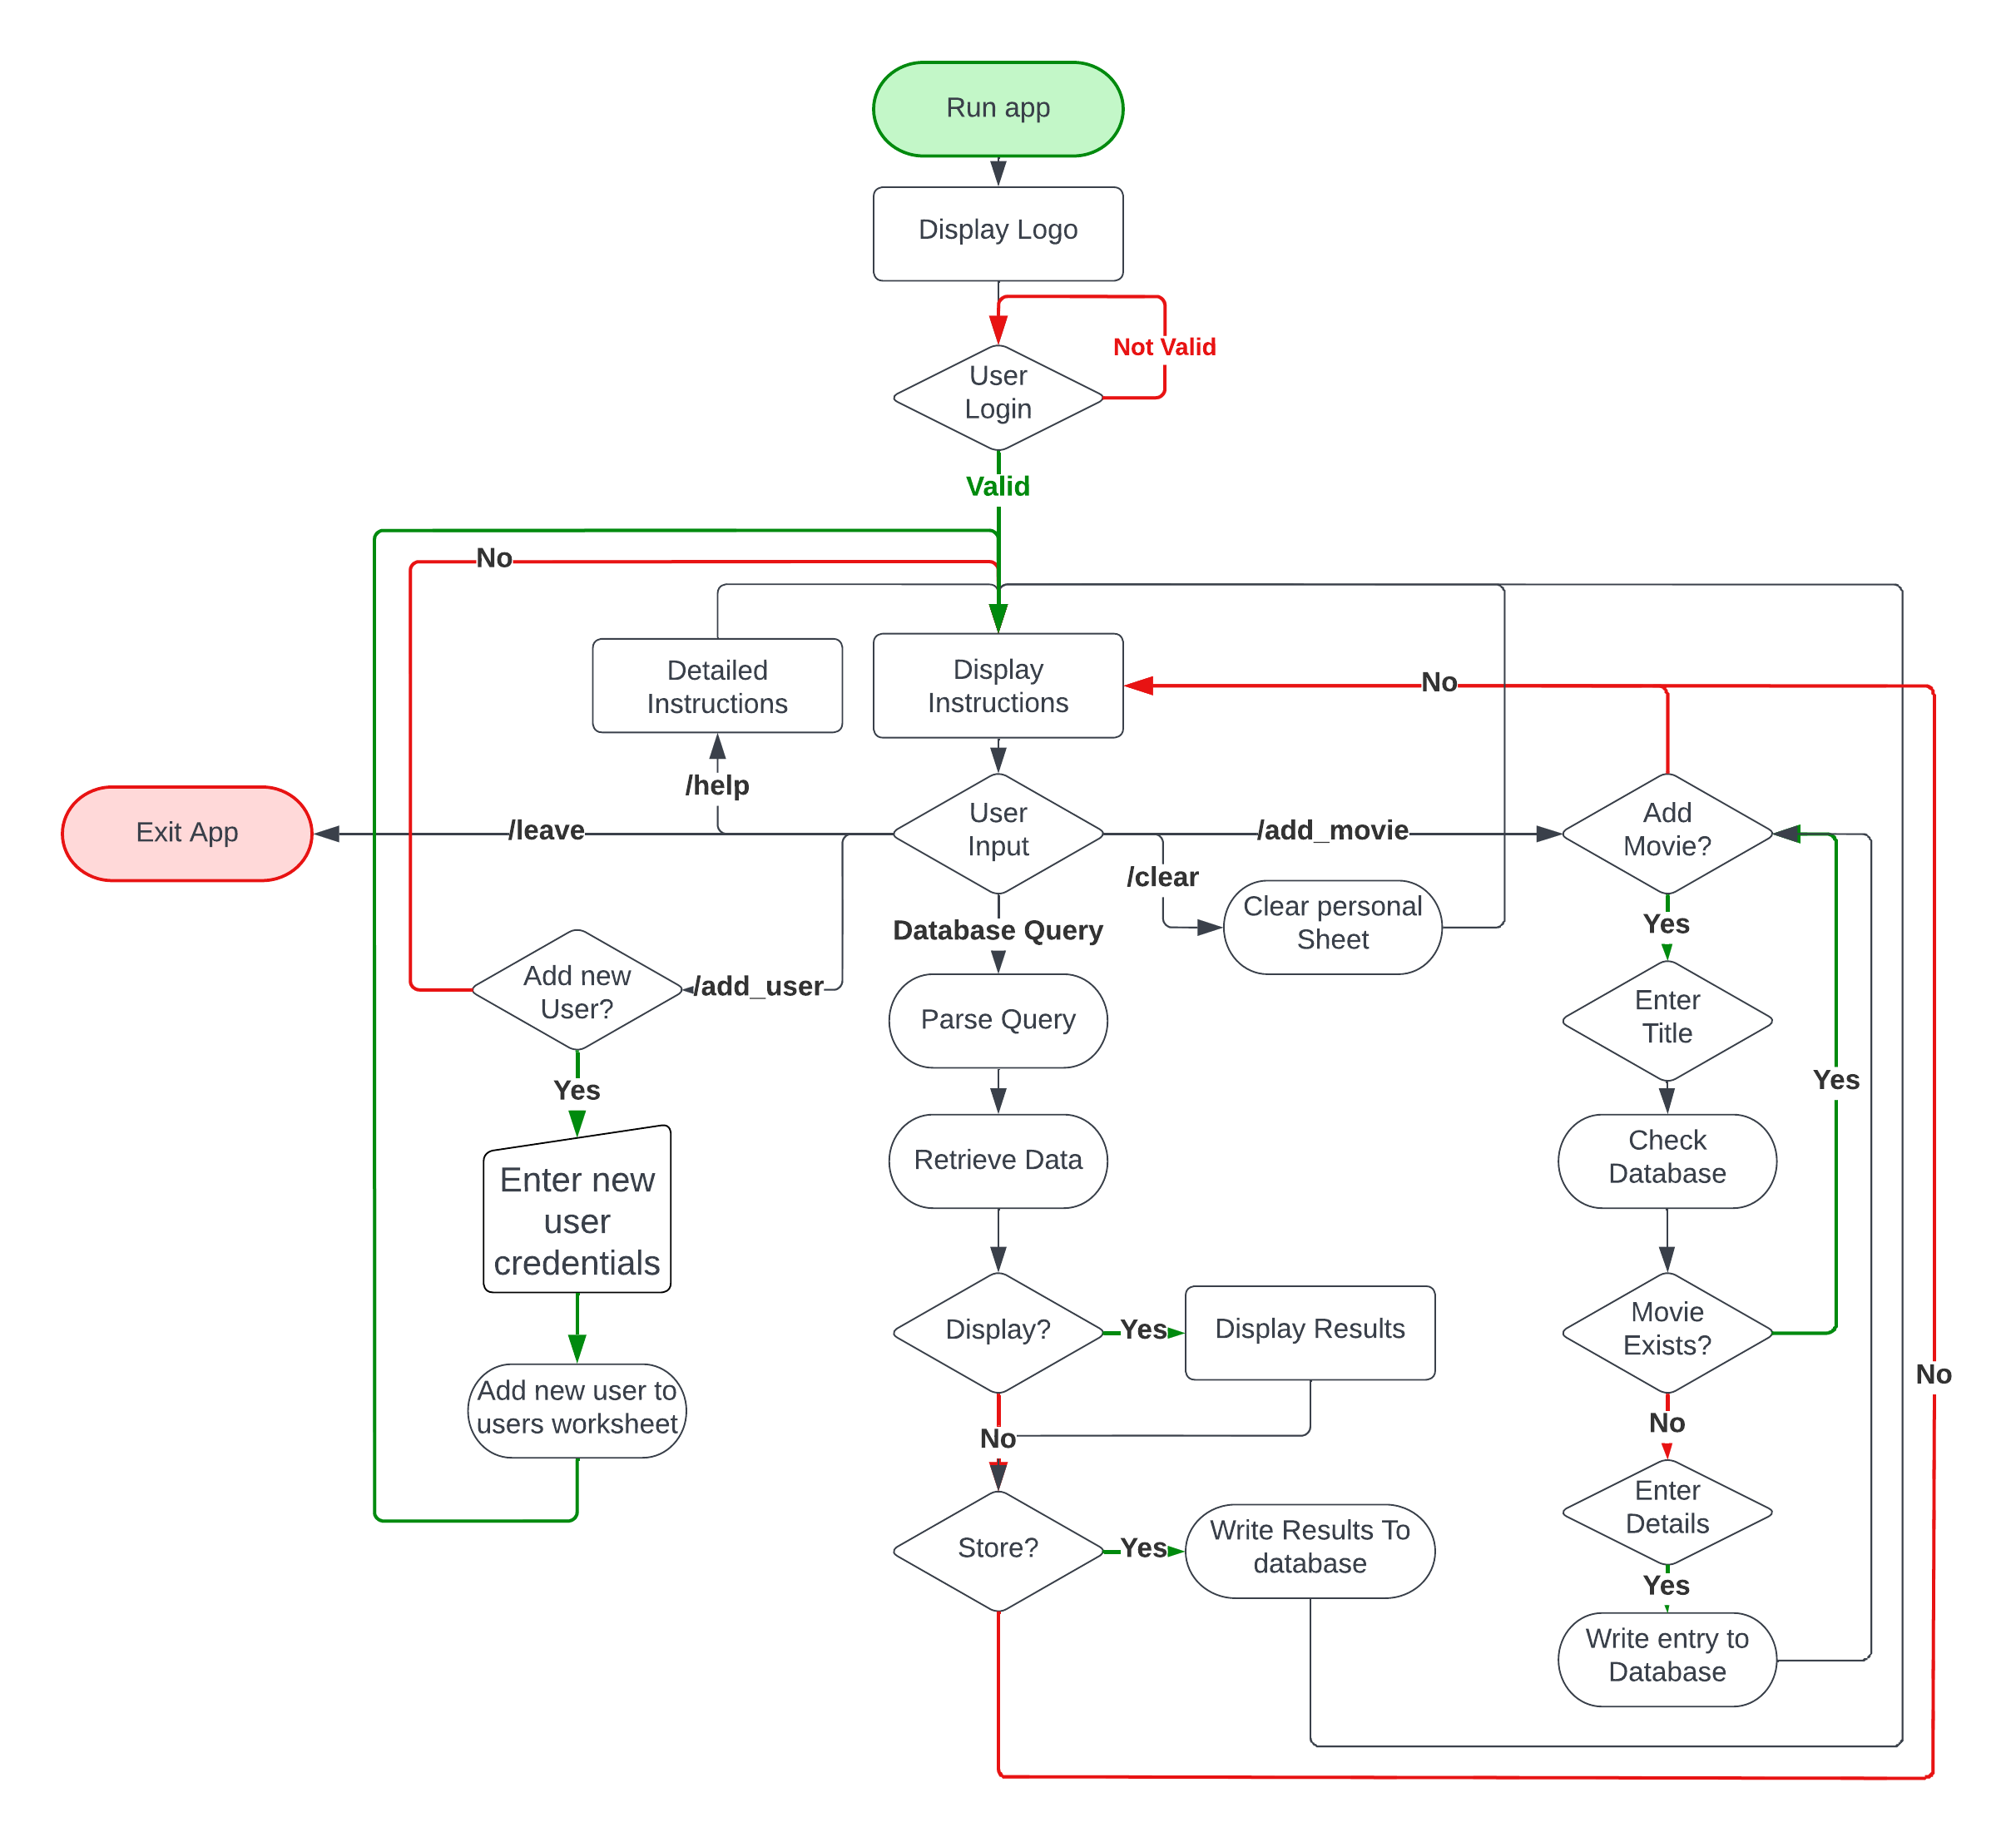 Run app
Display Logo
User
Login
Not Valid
Valid
No
Detailed
Instructions
Display
Instructions
No
/help
Exit App
/leave
User
Input
/add_movie
Add
Movie?
/clear
Clear personal
Sheet
Database Query
Yes
Add new
User?
/add_user
Parse Query
Enter
Title
Yes
Yes
Enter new
user
credentials
Retrieve Data
Check
Database
Display?
Yes
Display Results
Movie
Exists?
No
Add new user to
users worksheet
No
No
Enter
Details
Store?
Yes
Write Results To
database
Yes
Write entry to
Database